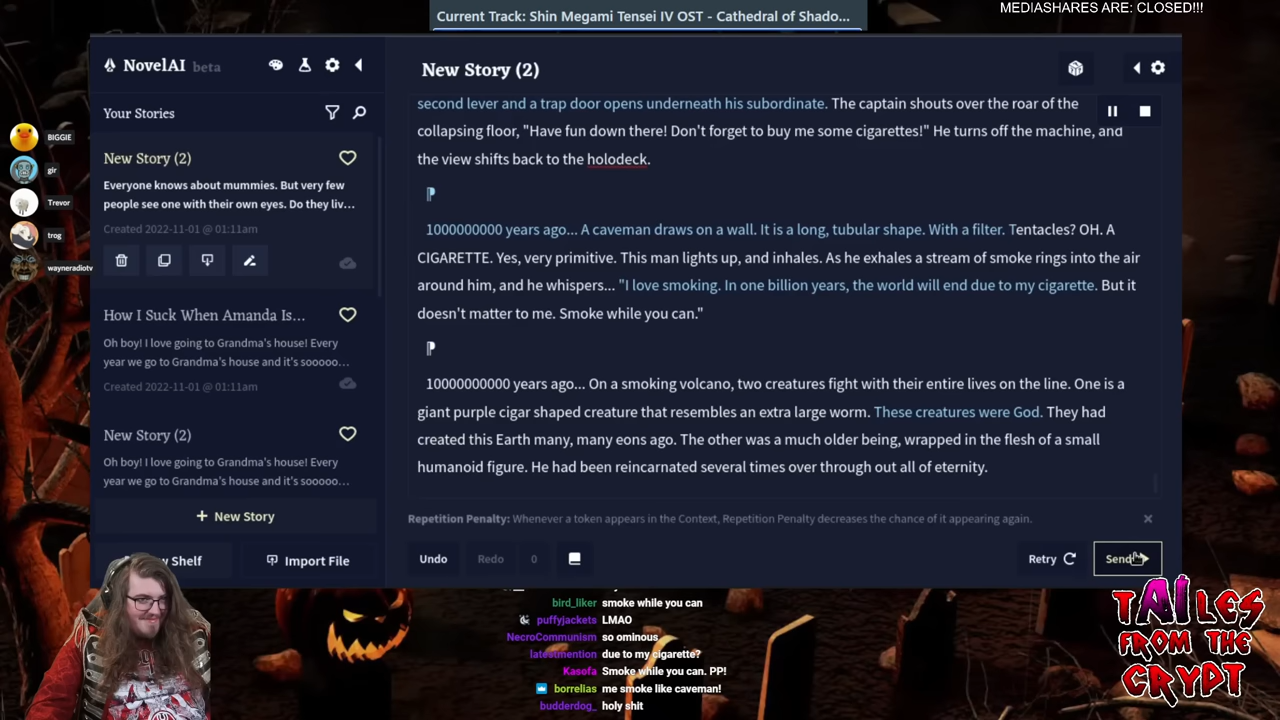 Current Track: Shin Megami Tensei IV OST - Cathedral of Shado...
MEDIASHARES ARE: CLOSED!!!
NovelAI beta
New Story (2)
Your Stories
second lever and a trap door opens underneath his subordinate. The captain shouts over the roar of the
collapsing floor, "Have fun down there! Don't forget to buy me some cigarettes!" He turns off the machine, and
the view shifts back to the holodeck.
BIGGIE
gir
Trevor
trog
wayneradiotv
New Story (2)
Everyone knows about mummies. But very few
people see one with their own eyes. Do they liv...
Created 2022-11-01 @ 01:11am
1000000000 years ago... A caveman draws on a wall. It is a long, tubular shape. With a filter. Tentacles? OH. A
CIGARETTE. Yes, very primitive. This man lights up, and inhales. As he exhales a stream of smoke rings into the air
around him, and he whispers... "I love smoking. In one billion years, the world will end due to my cigarette. But it
doesn't matter to me. Smoke while you can."
How I Suck When Amanda Is...
Oh boy! I love going to Grandma's house! Every
year we go to Grandma's house and it's sooooo...
Created 2022-11-01 @ 01:11am
10000000000 years ago... On a smoking volcano, two creatures fight with their entire lives on the line. One is a
giant purple cigar shaped creature that resembles an extra large worm. These creatures were God. They had
created this Earth many, many eons ago. The other was a much older being, wrapped in the flesh of a small
humanoid figure. He had been reincarnated several times over through out all of eternity.
New Story (2)
Oh boy! I love going to Grandma's house! Every
year we go to Grandma's house and it's sooooo...
+ New Story
Shelf
Import File
Repetition Penalty: Whenever a token appears in the Context, Repetition Penalty decreases the chance of it appearing again.
Undo
Redo
0
Retry
Send
bird_liker smoke while you can
puffyjackets LMAO
NecroCommunism so ominous
latestmention due to my cigarette?
Kasofa Smoke while you can. PP!
borrelias me smoke like caveman!
budderdog_ holy shit
TAILES
FROM THE
CRYPT